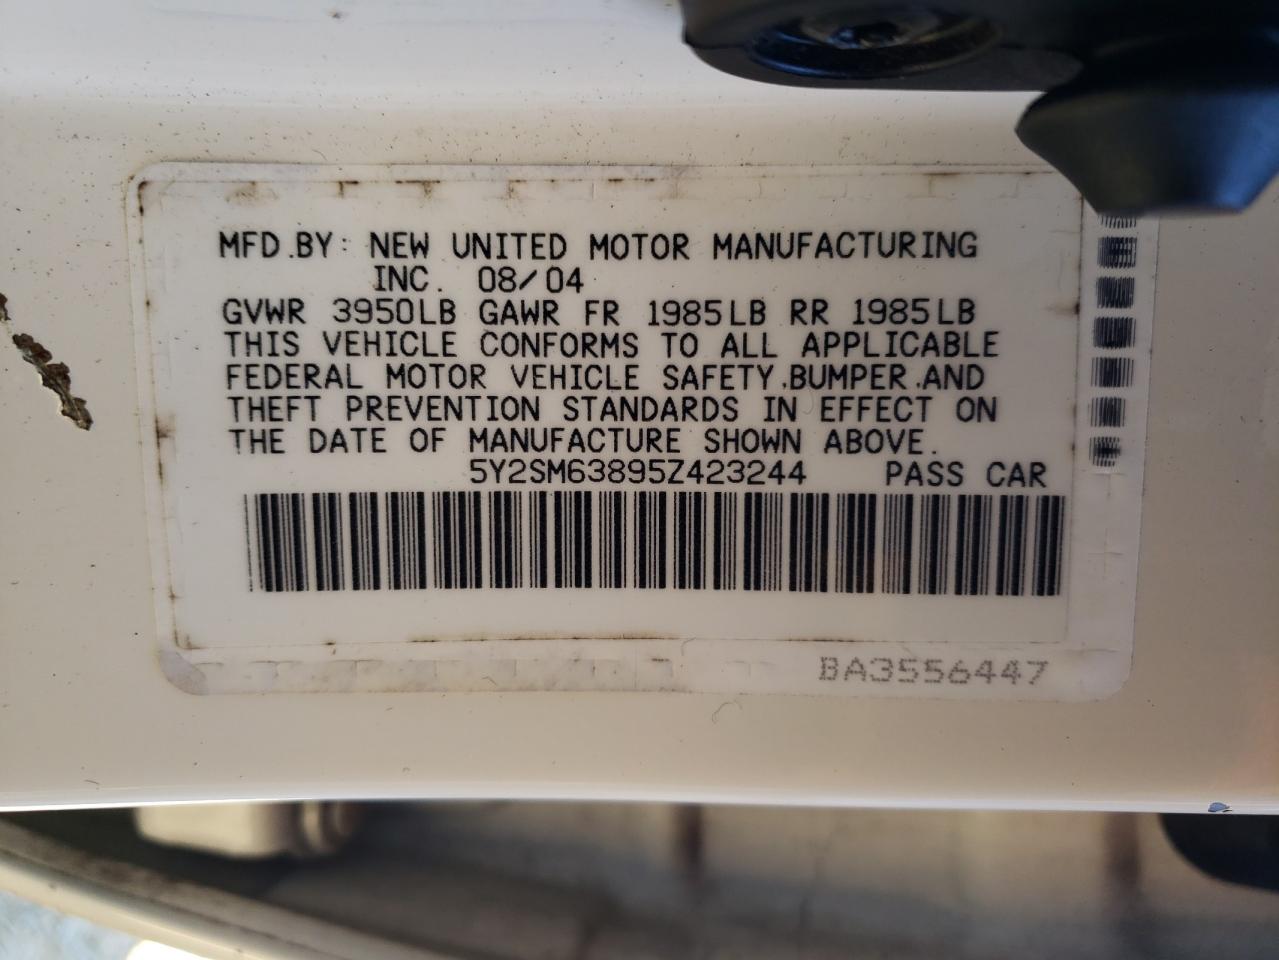 MFD.BY: NEW UNITED MOTOR MANUFACTURING
INC. 08/04
GVWR 3950LB GAWR FR 1985LB RR 1985LB
THIS VEHICLE CONFORMS TO ALL APPLICABLE
FEDERAL MOTOR VEHICLE SAFETY,BUMPER,AND
THEFT PREVENTION STANDARDS IN EFFECT ON
THE DATE OF MANUFACTURE SHOWN ABOVE.
5Y2SM63895Z423244 PASS CAR
BA3556447